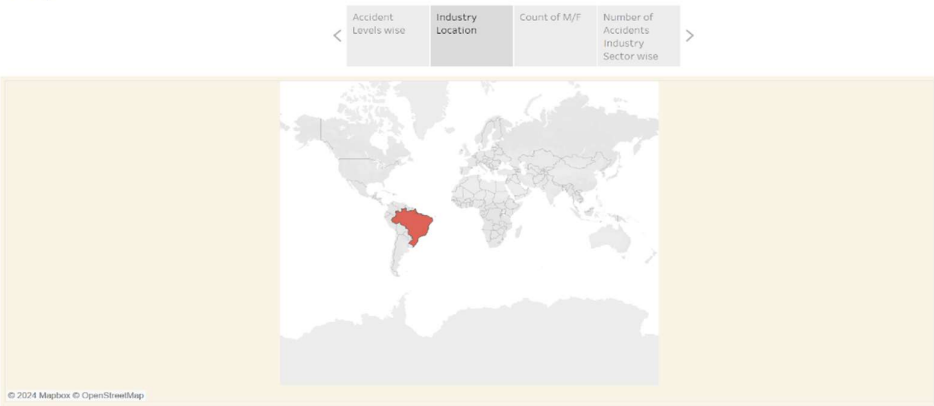 Accident
Levels wise
Industry
Location
Count of M/F
Number of
Accidents
Industry
Sector wise
© 2024 Mapbox © OpenStreetMap